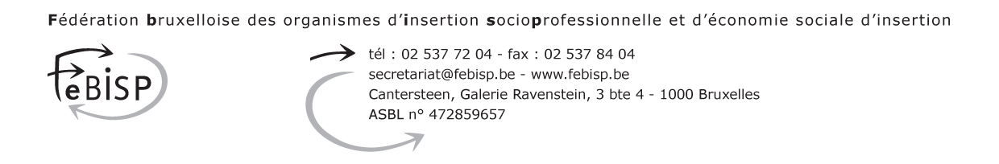 Fédération bruxelloise des organismes d'insertion socioprofessionnelle et d'économie sociale d'insertion
feBiSP
tél : 02 537 72 04 - fax : 02 537 84 04
secretariat@febisp.be - www.febisp.be
Cantersteen, Galerie Ravenstein, 3 bte 4 - 1000 Bruxelles
ASBL n° 472859657